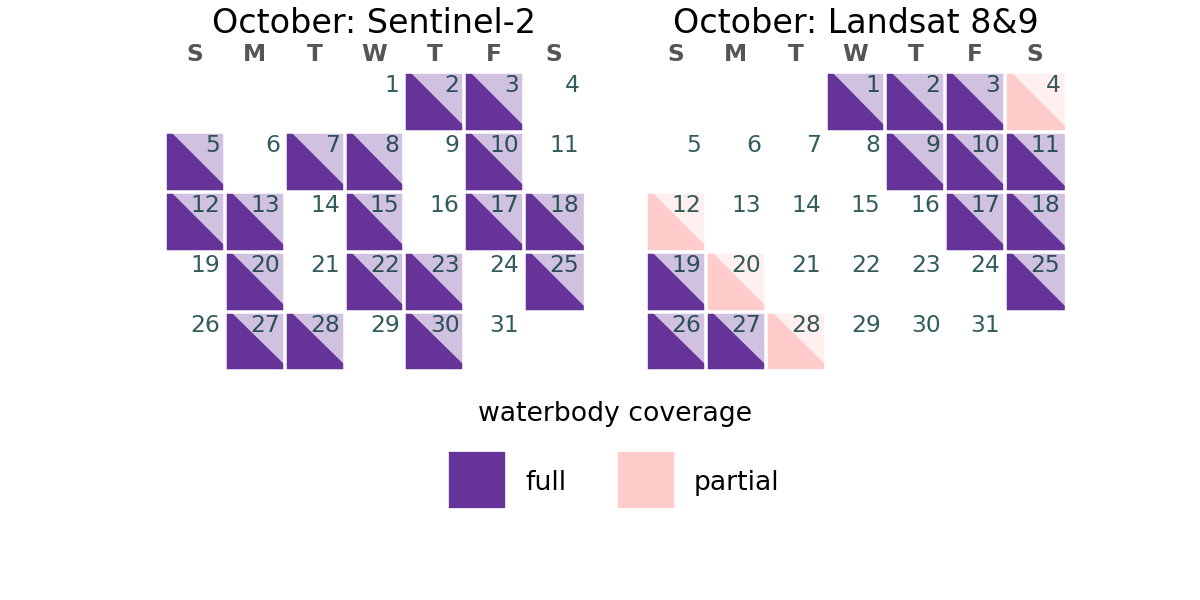 October: Sentinel-2
S M T W T F S
1 2 3 4
5 6 7 8 9 10 11
12 13 14 15 16 17 18
19 20 21 22 23 24 25
26 27 28 29 30 31
October: Landsat 8&9
S M T W T F S
1 2 3 4
5 6 7 8 9 10 11
12 13 14 15 16 17 18
19 20 21 22 23 24 25
26 27 28 29 30 31
waterbody coverage
full partial